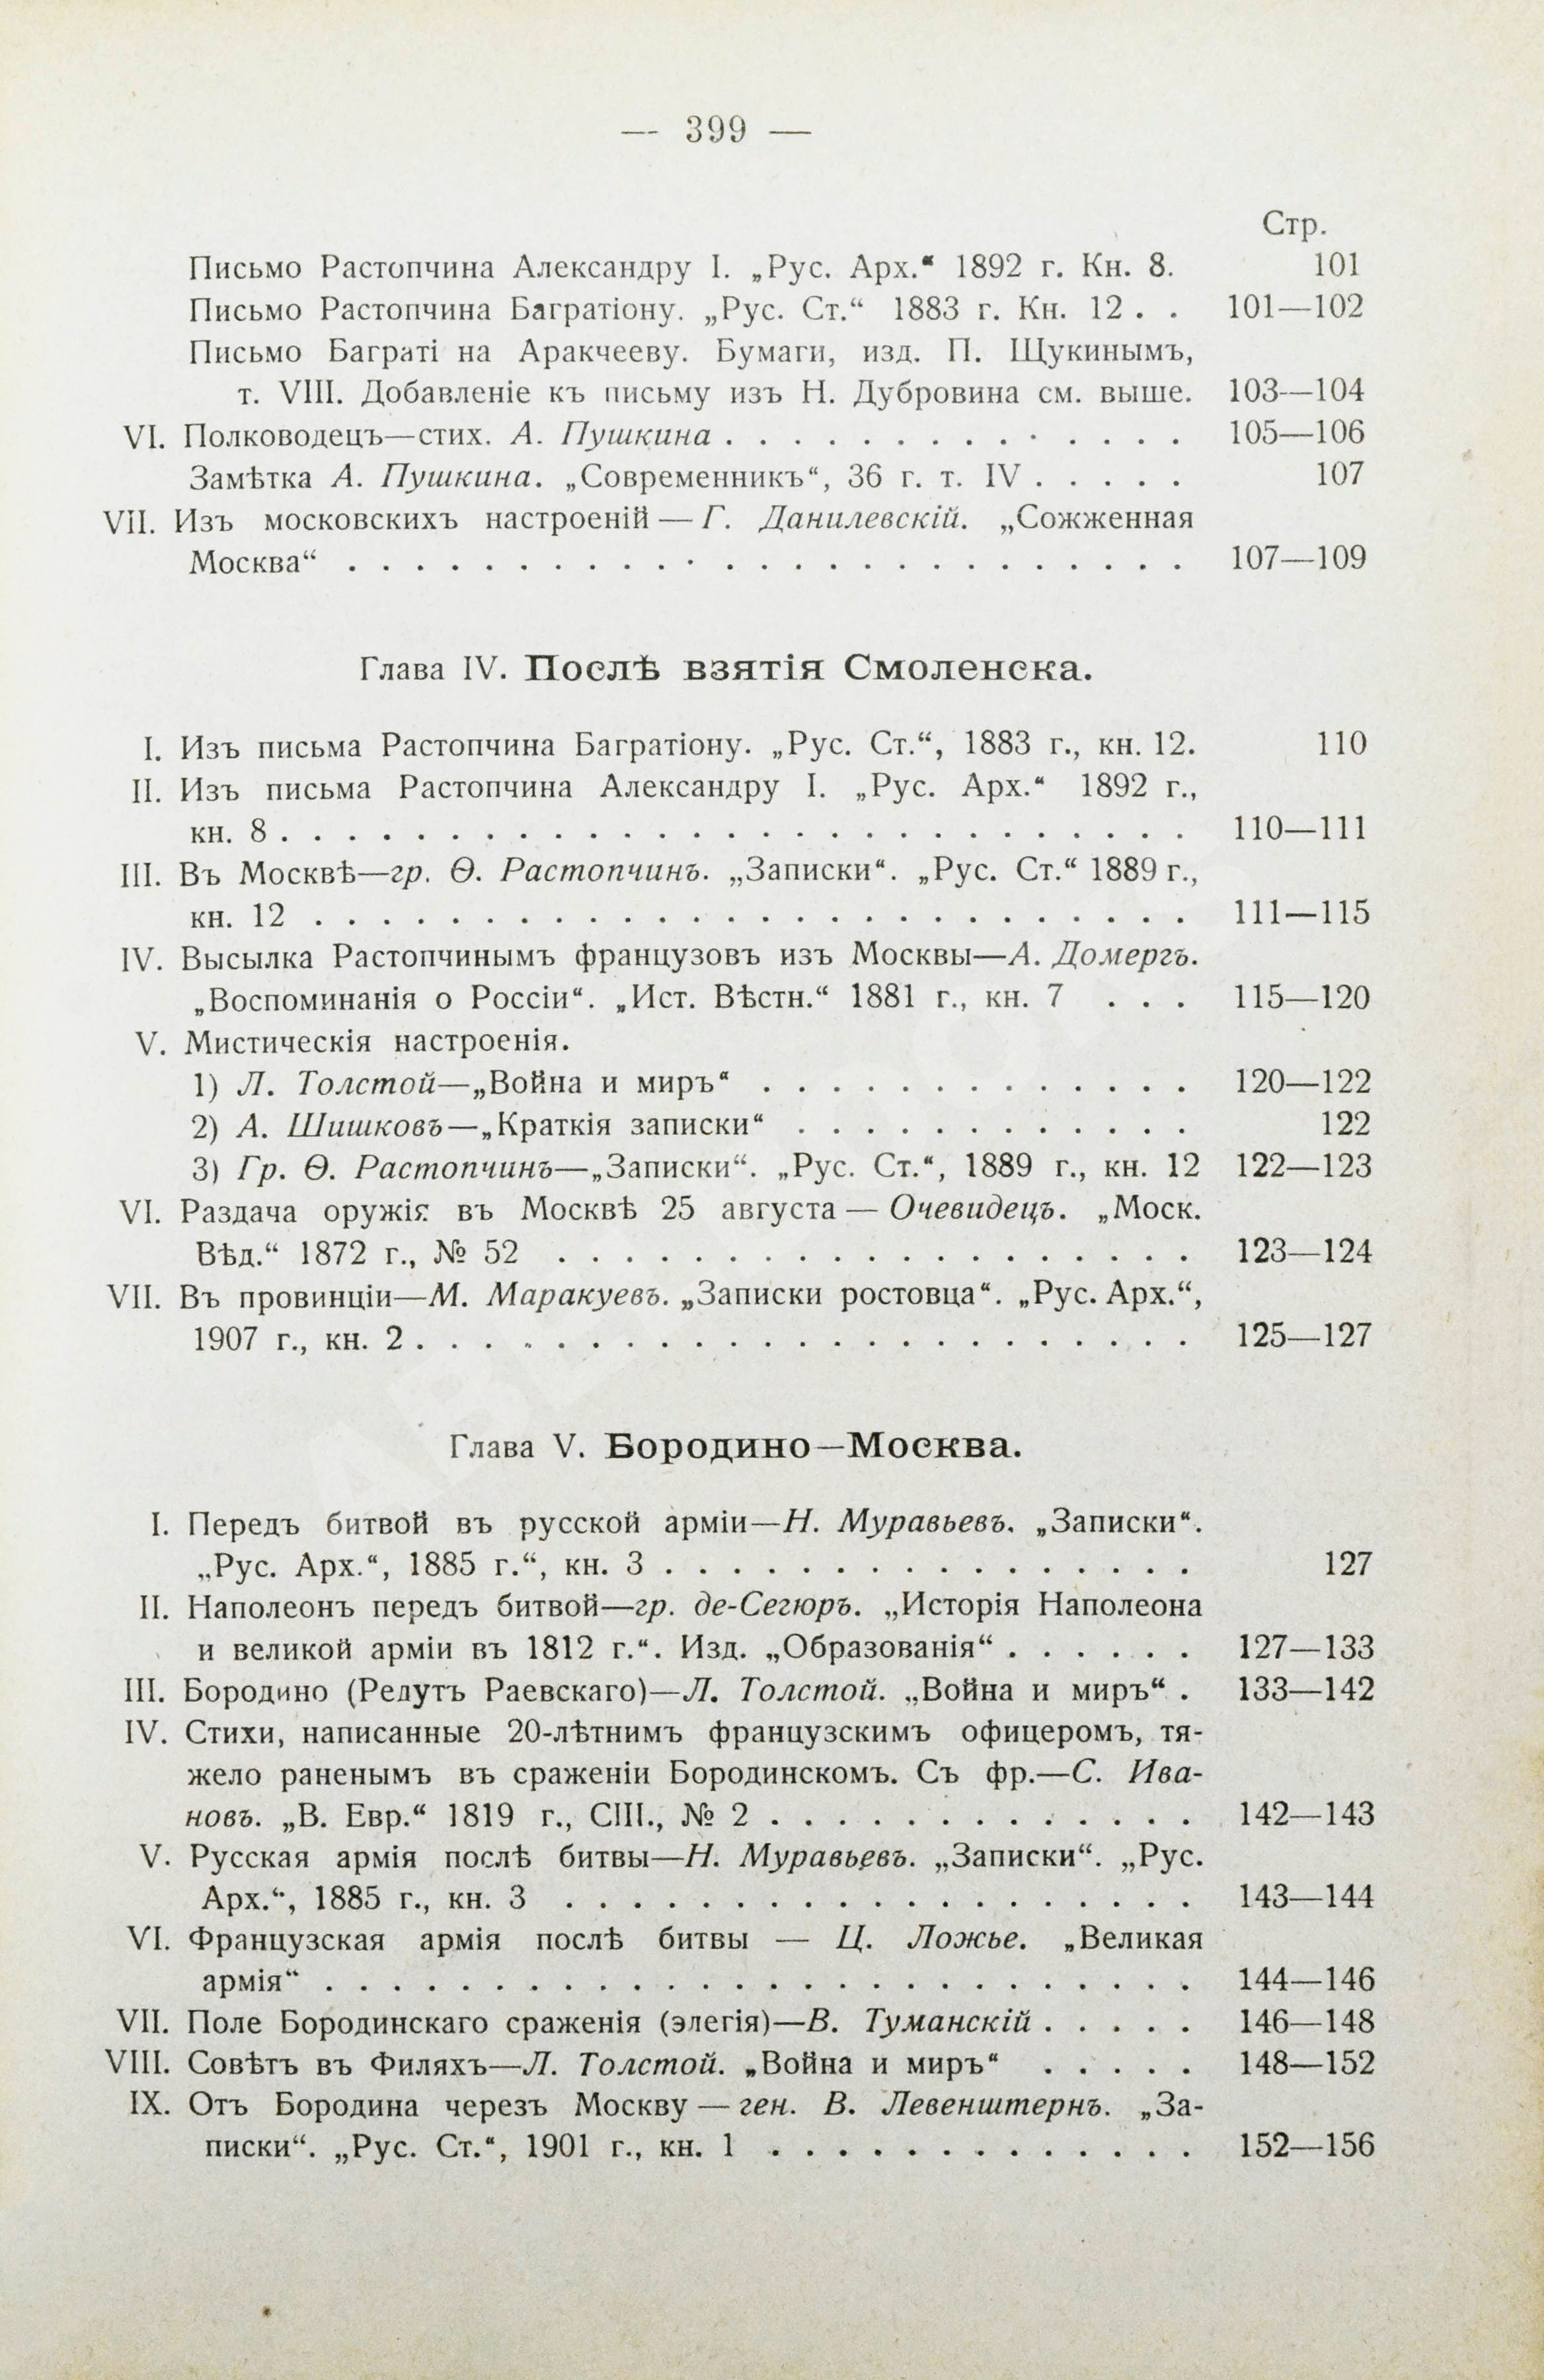 — 399 —
Стр.
Письмо Растопчина Александру I. „Рус. Арх.“ 1892 г. Кн. 8. 101
Письмо Растопчина Багратіону. „Рус. Ст.“ 1883 г. Кн. 12 . . 101—102
Письмо Баграті на Аракчееву. Бумаги, изд. П. Щукинымъ,
т. VIII. Добавленіе къ письму изъ Н. Дубровина см. выше. 103—104
VI. Полководецъ—стих. А. Пушкина . . . . . . . . . . . . . . 105—106
Замѣтка А. Пушкина. „Современникъ“, 36 г. т. IV . . . . . 107
VII. Изъ московскихъ настроеній — Г. Данилевскій. „Сожженная
Москва“ . . . . . . . . . . . . . . . . . . . . . . . . . 107—109
Глава IV. Послѣ взятія Смоленска.
I. Изъ письма Растопчина Багратіону. „Рус. Ст.“, 1883 г., кн. 12. 110
II. Изъ письма Растопчина Александру I. „Рус. Арх.“ 1892 г.,
кн. 8 . . . . . . . . . . . . . . . . . . . . . . . . . . . 110—111
III. Въ Москвѣ—гр. Ѳ. Растопчинъ. „Записки“. „Рус. Ст.“ 1889 г.,
кн. 12 . . . . . . . . . . . . . . . . . . . . . . . . . . 111—115
IV. Высылка Растопчинымъ французовъ изъ Москвы—А. Домергъ.
„Воспоминанія о Россіи“. „Ист. Вѣстн.“ 1881 г., кн. 7 . . . 115—120
V. Мистическія настроенія.
1) Л. Толстой—„Война и миръ“ . . . . . . . . . . . . . 120—122
2) А. Шишковъ—„Краткія записки“ . . . . . . . . . . . . 122
3) Гр. Ѳ. Растопчинъ—„Записки“. „Рус. Ст.“, 1889 г., кн. 12 122—123
VI. Раздача оружія въ Москвѣ 25 августа — Очевидецъ. „Моск.
Вѣд.“ 1872 г., № 52 . . . . . . . . . . . . . . . . . . . 123—124
VII. Въ провинціи—М. Маракуевъ. „Записки ростовца“. „Рус. Арх.“,
1907 г., кн. 2 . . . . . . . . . . . . . . . . . . . . . . . 125—127
Глава V. Бородино—Москва.
I. Передъ битвой въ русской арміи—Н. Муравьевъ. „Записки“.
„Рус. Арх.“, 1885 г.“, кн. 3 . . . . . . . . . . . . . . . . 127
II. Наполеонъ передъ битвой—гр. де-Сегюръ. „Исторія Наполеона
и великой арміи въ 1812 г.“. Изд. „Образованія“ . . . . . . 127—133
III. Бородино (Редутъ Раевскаго)—Л. Толстой. „Война и миръ“ . 133—142
IV. Стихи, написанные 20-лѣтнимъ французскимъ офицеромъ, тя-
жело раненымъ въ сраженіи Бородинскомъ. Съ фр.—С. Ива-
новъ. „В. Евр.“ 1819 г., CIII., № 2 . . . . . . . . . . . . . 142—143
V. Русская армія послѣ битвы—Н. Муравьевъ. „Записки“. „Рус.
Арх.“, 1885 г., кн. 3 . . . . . . . . . . . . . . . . . . . 143—144
VI. Французская армія послѣ битвы — Ц. Ложье. „Великая
армія“ . . . . . . . . . . . . . . . . . . . . . . . . . . 144—146
VII. Поле Бородинскаго сраженія (элегія)—В. Туманскій . . . . . 146—148
VIII. Совѣтъ въ Филяхъ—Л. Толстой. „Война и миръ“ . . . . . 148—152
IX. Отъ Бородина черезъ Москву — ген. В. Левенштернъ. „За-
писки“. „Рус. Ст.“, 1901 г., кн. 1 . . . . . . . . . . . . . 152—156